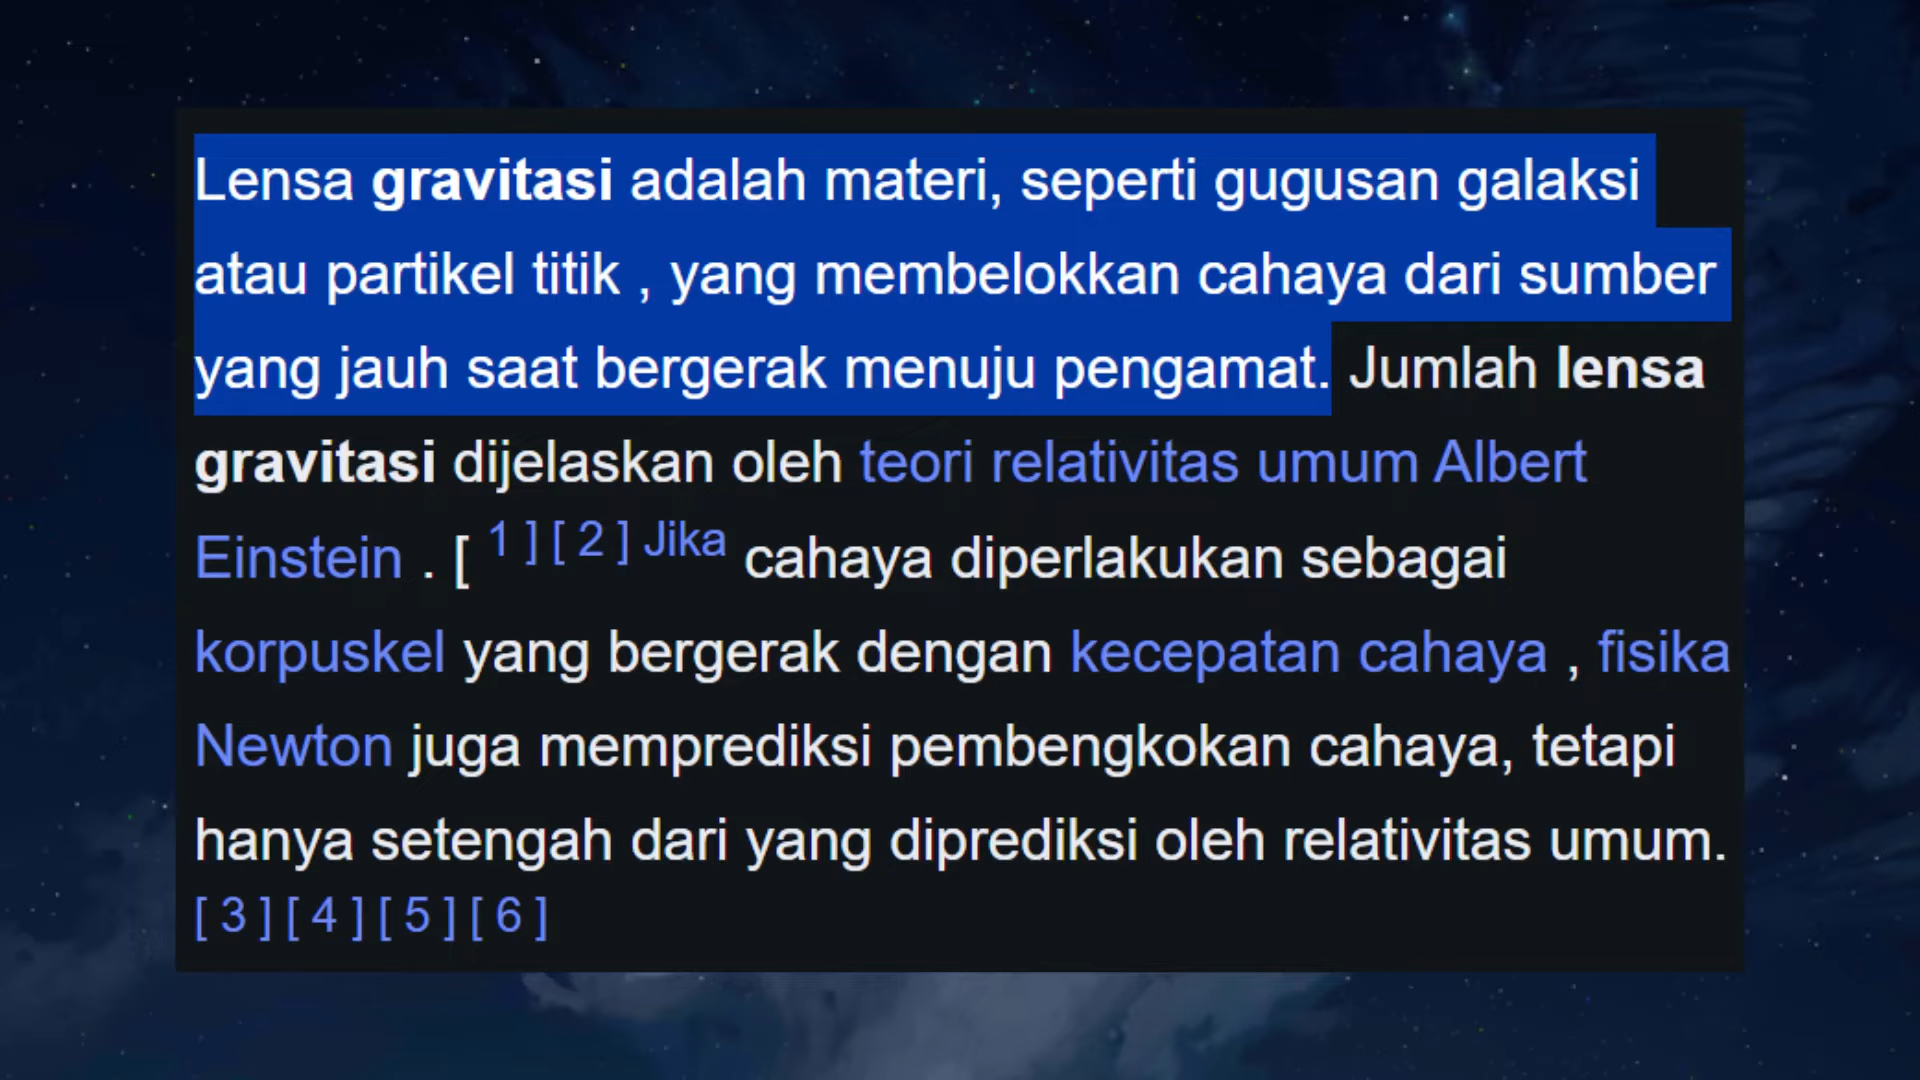 Lensa gravitasi adalah materi, seperti gugusan galaksi
atau partikel titik , yang membelokkan cahaya dari sumber
yang jauh saat bergerak menuju pengamat. Jumlah lensa
gravitasi dijelaskan oleh teori relativitas umum Albert
Einstein . [ 1 ] [ 2 ] Jika cahaya diperlakukan sebagai
korpuskel yang bergerak dengan kecepatan cahaya , fisika
Newton juga memprediksi pembengkokan cahaya, tetapi
hanya setengah dari yang diprediksi oleh relativitas umum.
[ 3 ] [ 4 ] [ 5 ] [ 6 ]